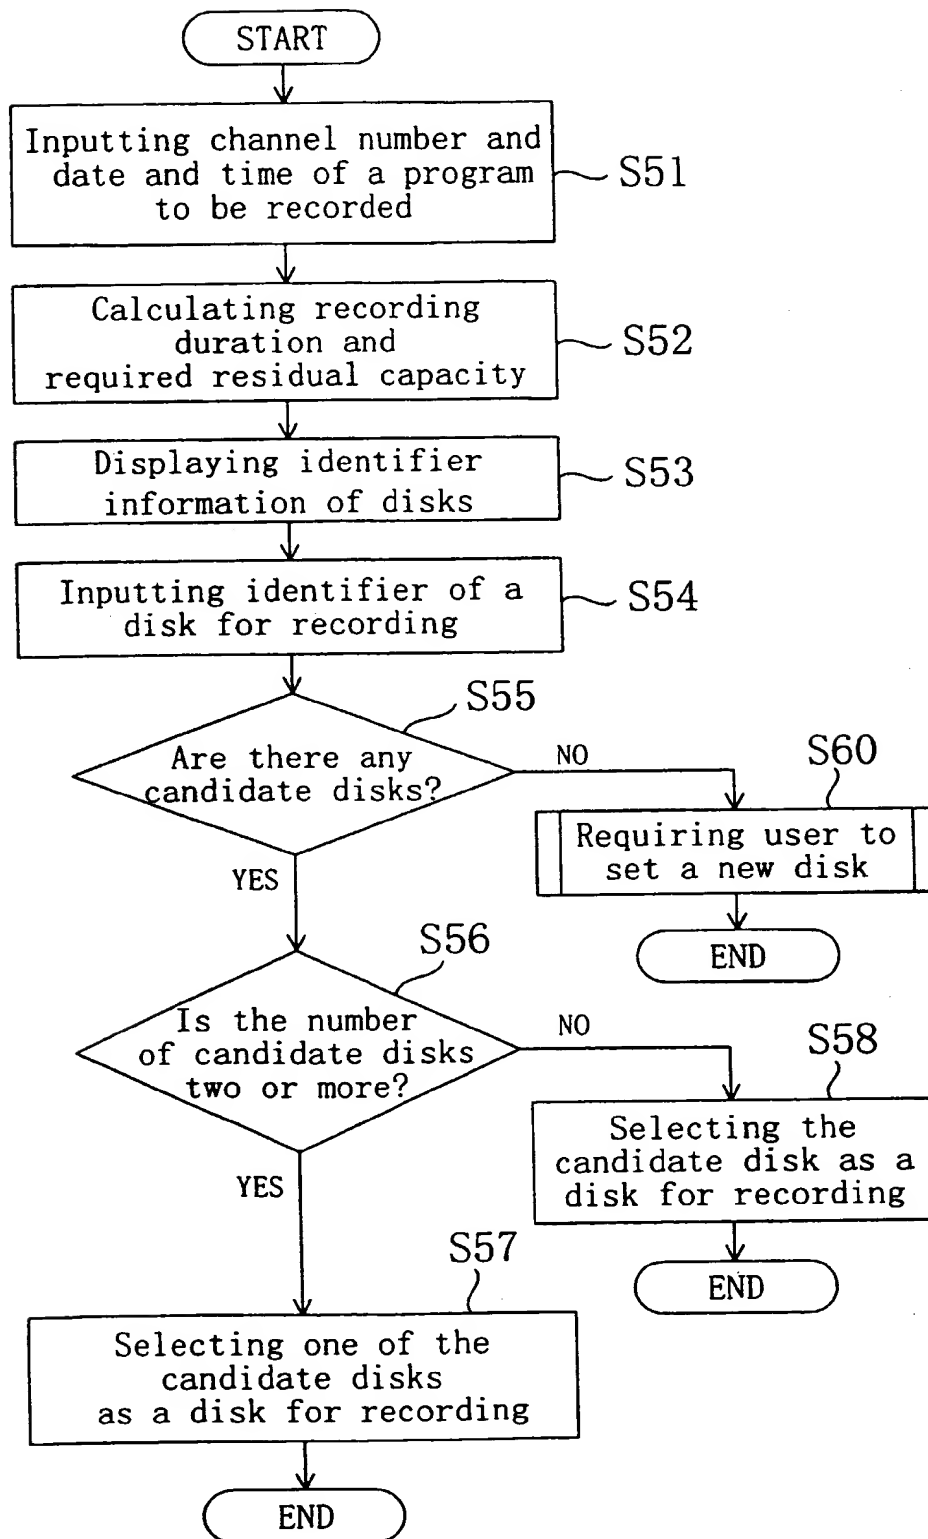 START
Inputting channel number and
date and time of a program
to be recorded
S51
Calculating recording
duration and
required residual capacity
S52
Displaying identifier
information of disks
S53
Inputting identifier of a
disk for recording
S54
S55
Are there any
candidate disks?
NO
YES
S60
Requiring user to
set a new disk
END
S56
Is the number
of candidate disks
two or more?
NO
YES
S58
Selecting the
candidate disk as a
disk for recording
END
S57
Selecting one of the
candidate disks
as a disk for recording
END